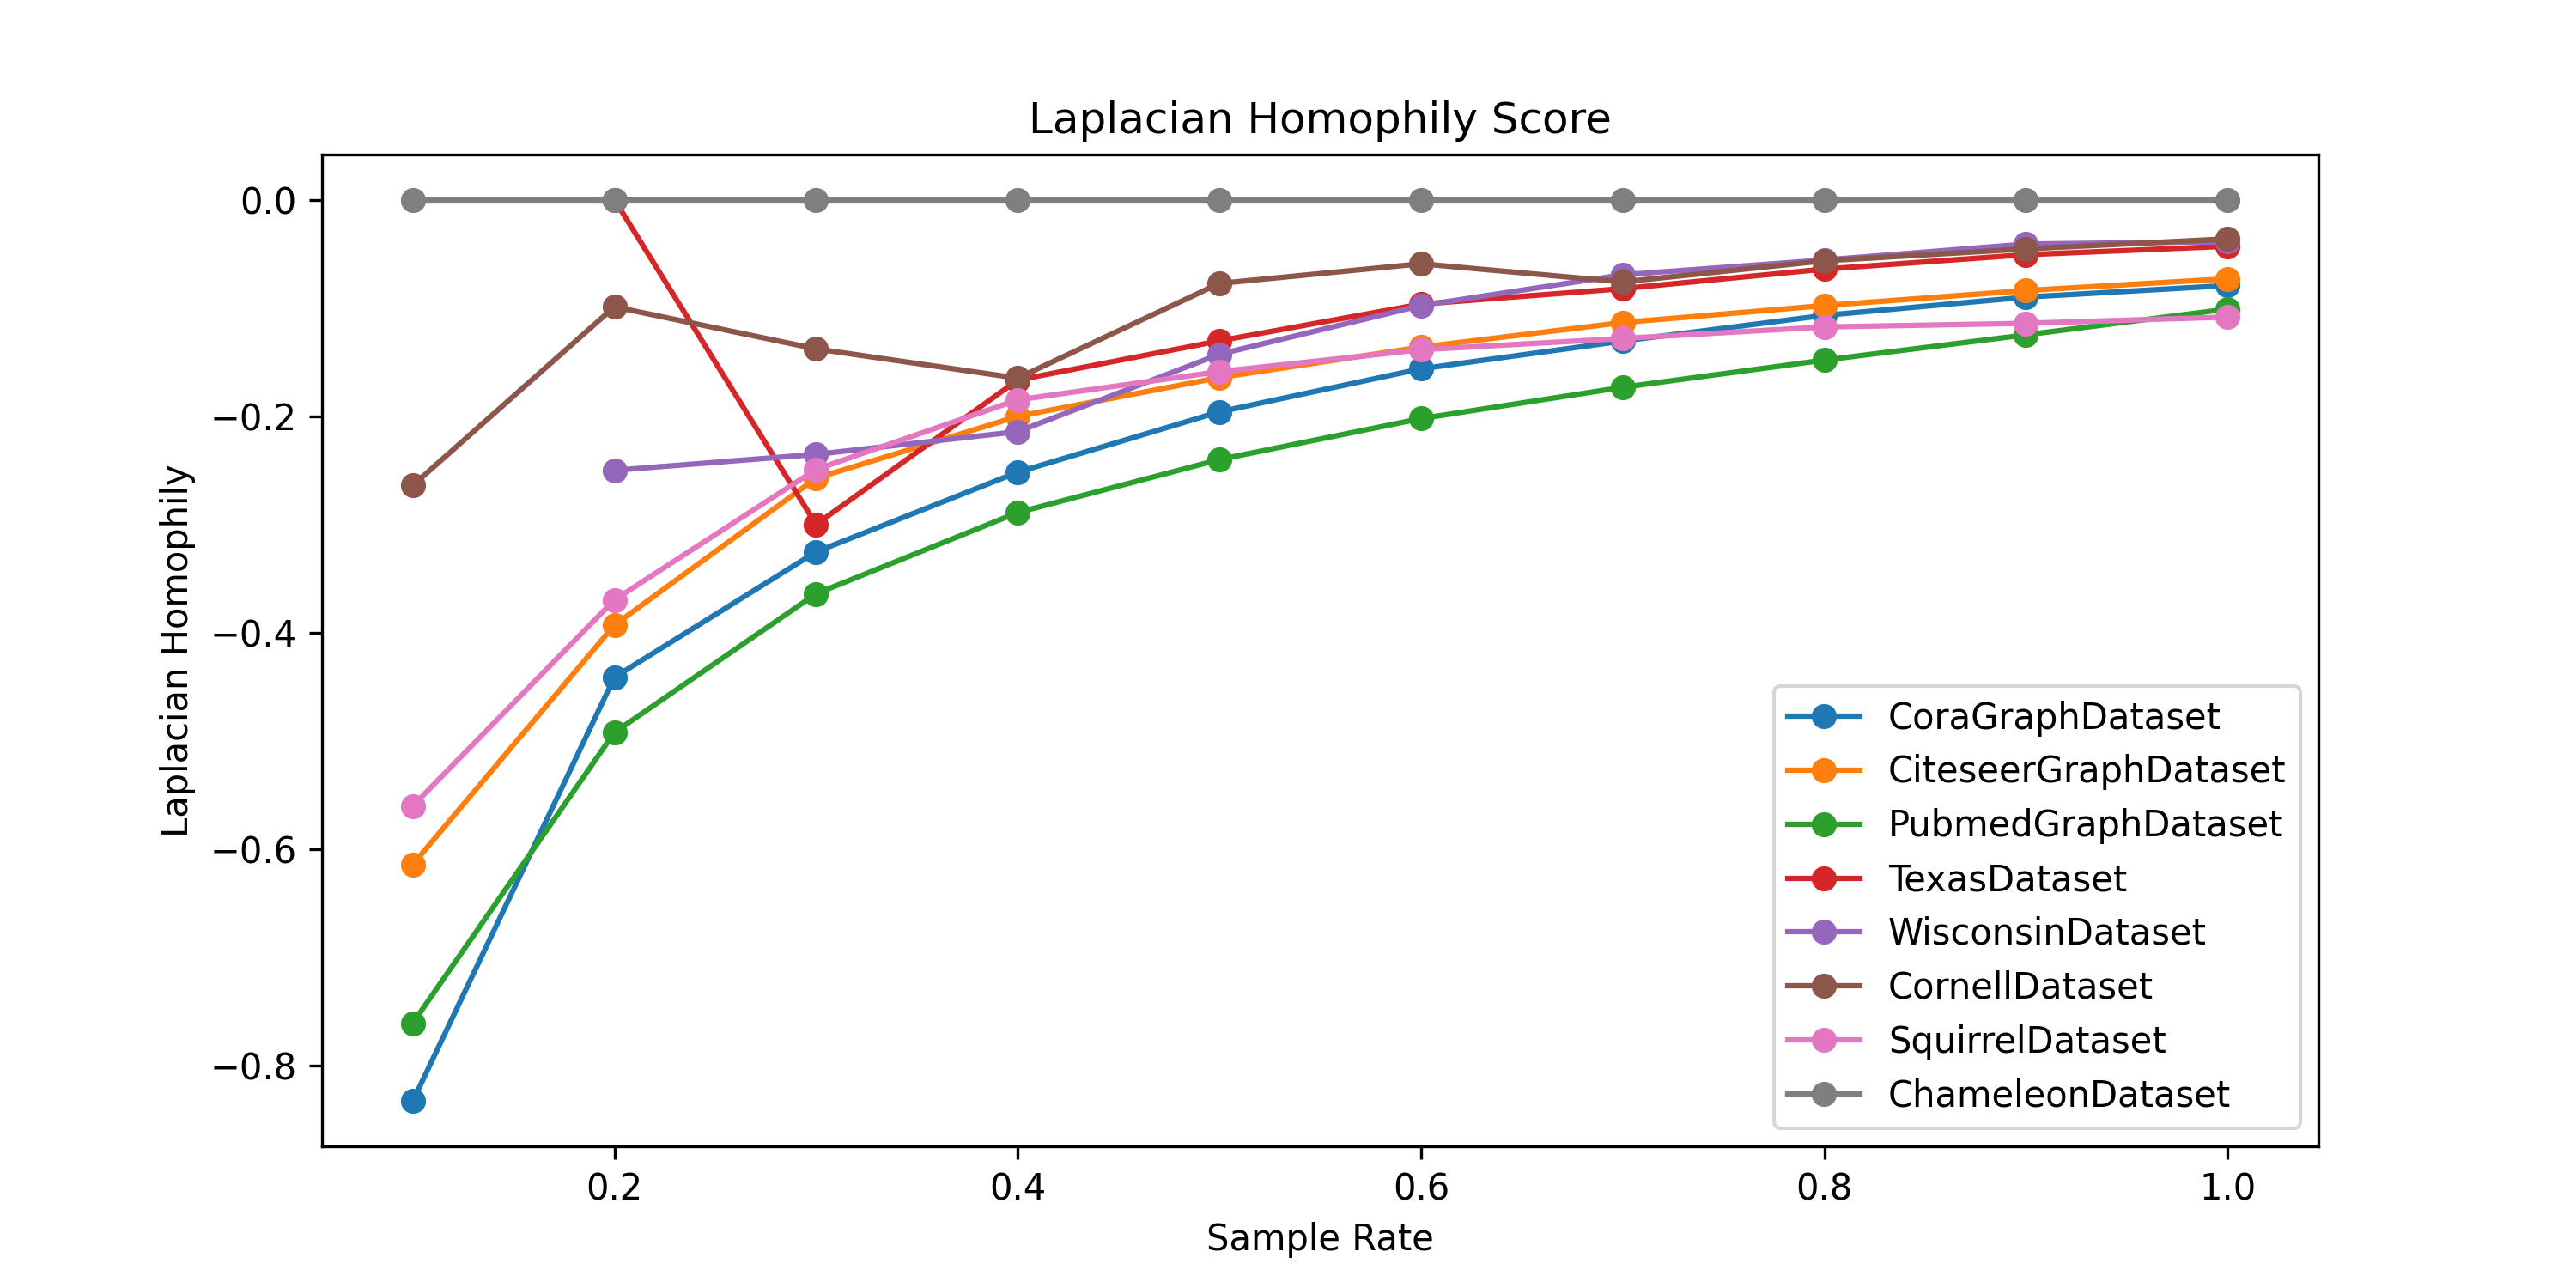 Laplacian Homophily Score
Laplacian Homophily
0.0
−0.2
−0.4
−0.6
−0.8
0.2
0.4
0.6
0.8
1.0
Sample Rate
CoraGraphDataset
CiteseerGraphDataset
PubmedGraphDataset
TexasDataset
WisconsinDataset
CornellDataset
SquirrelDataset
ChameleonDataset